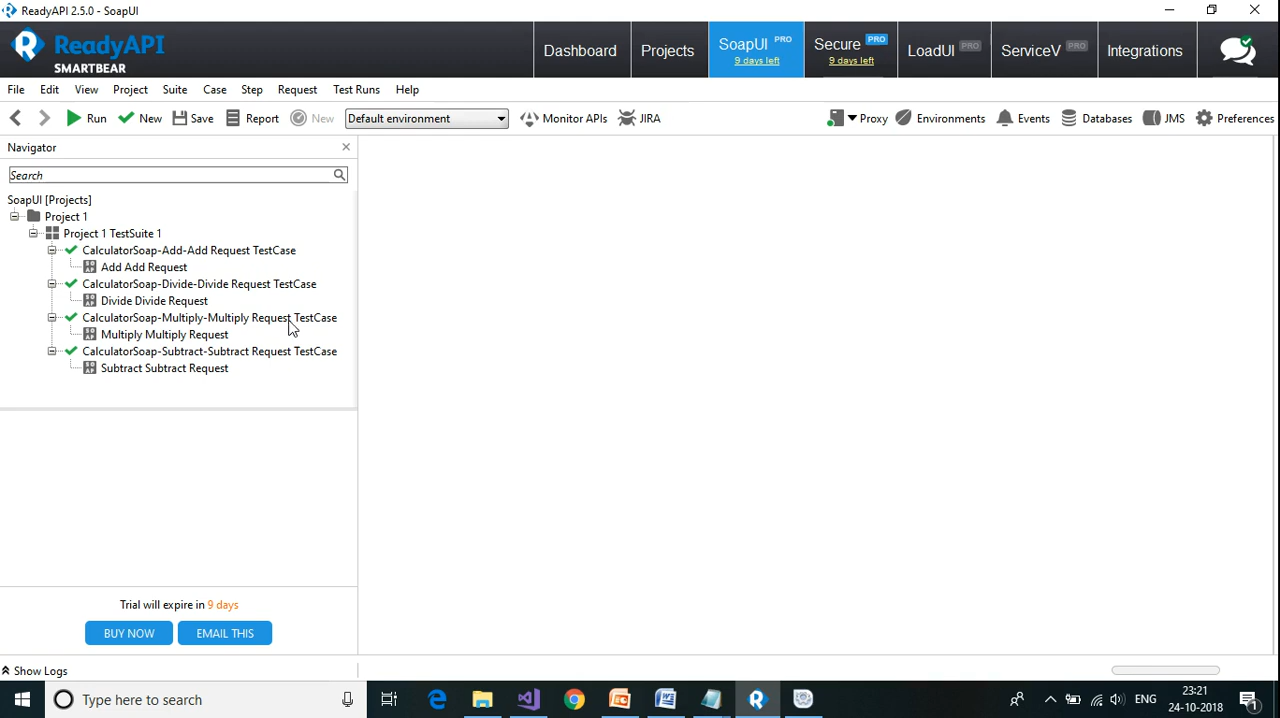 ReadyAPI 2.5.0 - SoapUI
ReadyAPI
SMARTBEAR
Dashboard
Projects
SoapUI PRO
9 days left
Secure PRO
9 days left
LoadUI PRO
ServiceV PRO
Integrations
File Edit View Project Suite Case Step Request Test Runs Help
Run New Save Report New Default environment Monitor APIs JIRA Proxy Environments Events Databases JMS Preferences
Navigator
Search
SoapUI [Projects]
Project 1
Project 1 TestSuite 1
CalculatorSoap-Add-Add Request TestCase
Add Add Request
CalculatorSoap-Divide-Divide Request TestCase
Divide Divide Request
CalculatorSoap-Multiply-Multiply Request TestCase
Multiply Multiply Request
CalculatorSoap-Subtract-Subtract Request TestCase
Subtract Subtract Request
Trial will expire in 9 days
BUY NOW EMAIL THIS
Show Logs
Type here to search
ENG
23:21
24-10-2018